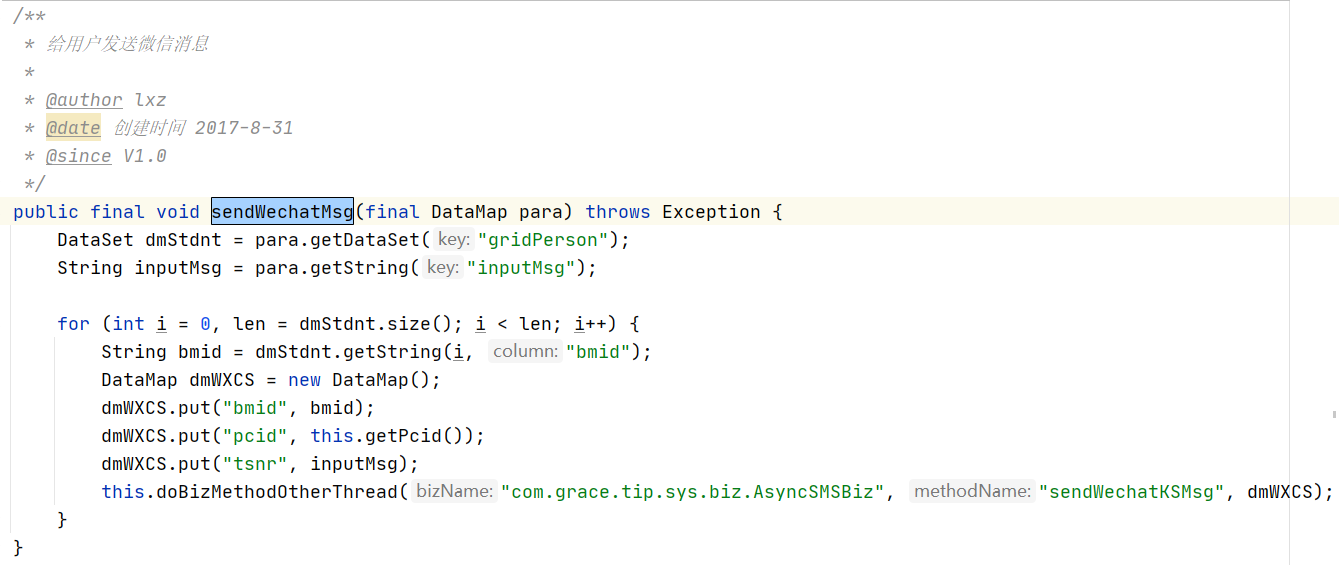 /**
 * 给用户发送微信消息
 *
 * @author lxz
 * @date 创建时间 2017-8-31
 * @since V1.0
 */
public final void sendWechatMsg(final DataMap para) throws Exception {
    DataSet dmStdnt = para.getDataSet( key: "gridPerson");
    String inputMsg = para.getString( key: "inputMsg");

    for (int i = 0, len = dmStdnt.size(); i < len; i++) {
        String bmid = dmStdnt.getString(i,  column: "bmid");
        DataMap dmWXCS = new DataMap();
        dmWXCS.put("bmid", bmid);
        dmWXCS.put("pcid", this.getPcid());
        dmWXCS.put("tsnr", inputMsg);
        this.doBizMethodOtherThread( bizName: "com.grace.tip.sys.biz.AsyncSMSBiz",  methodName: "sendWechatKSMsg", dmWXCS);
    }
}